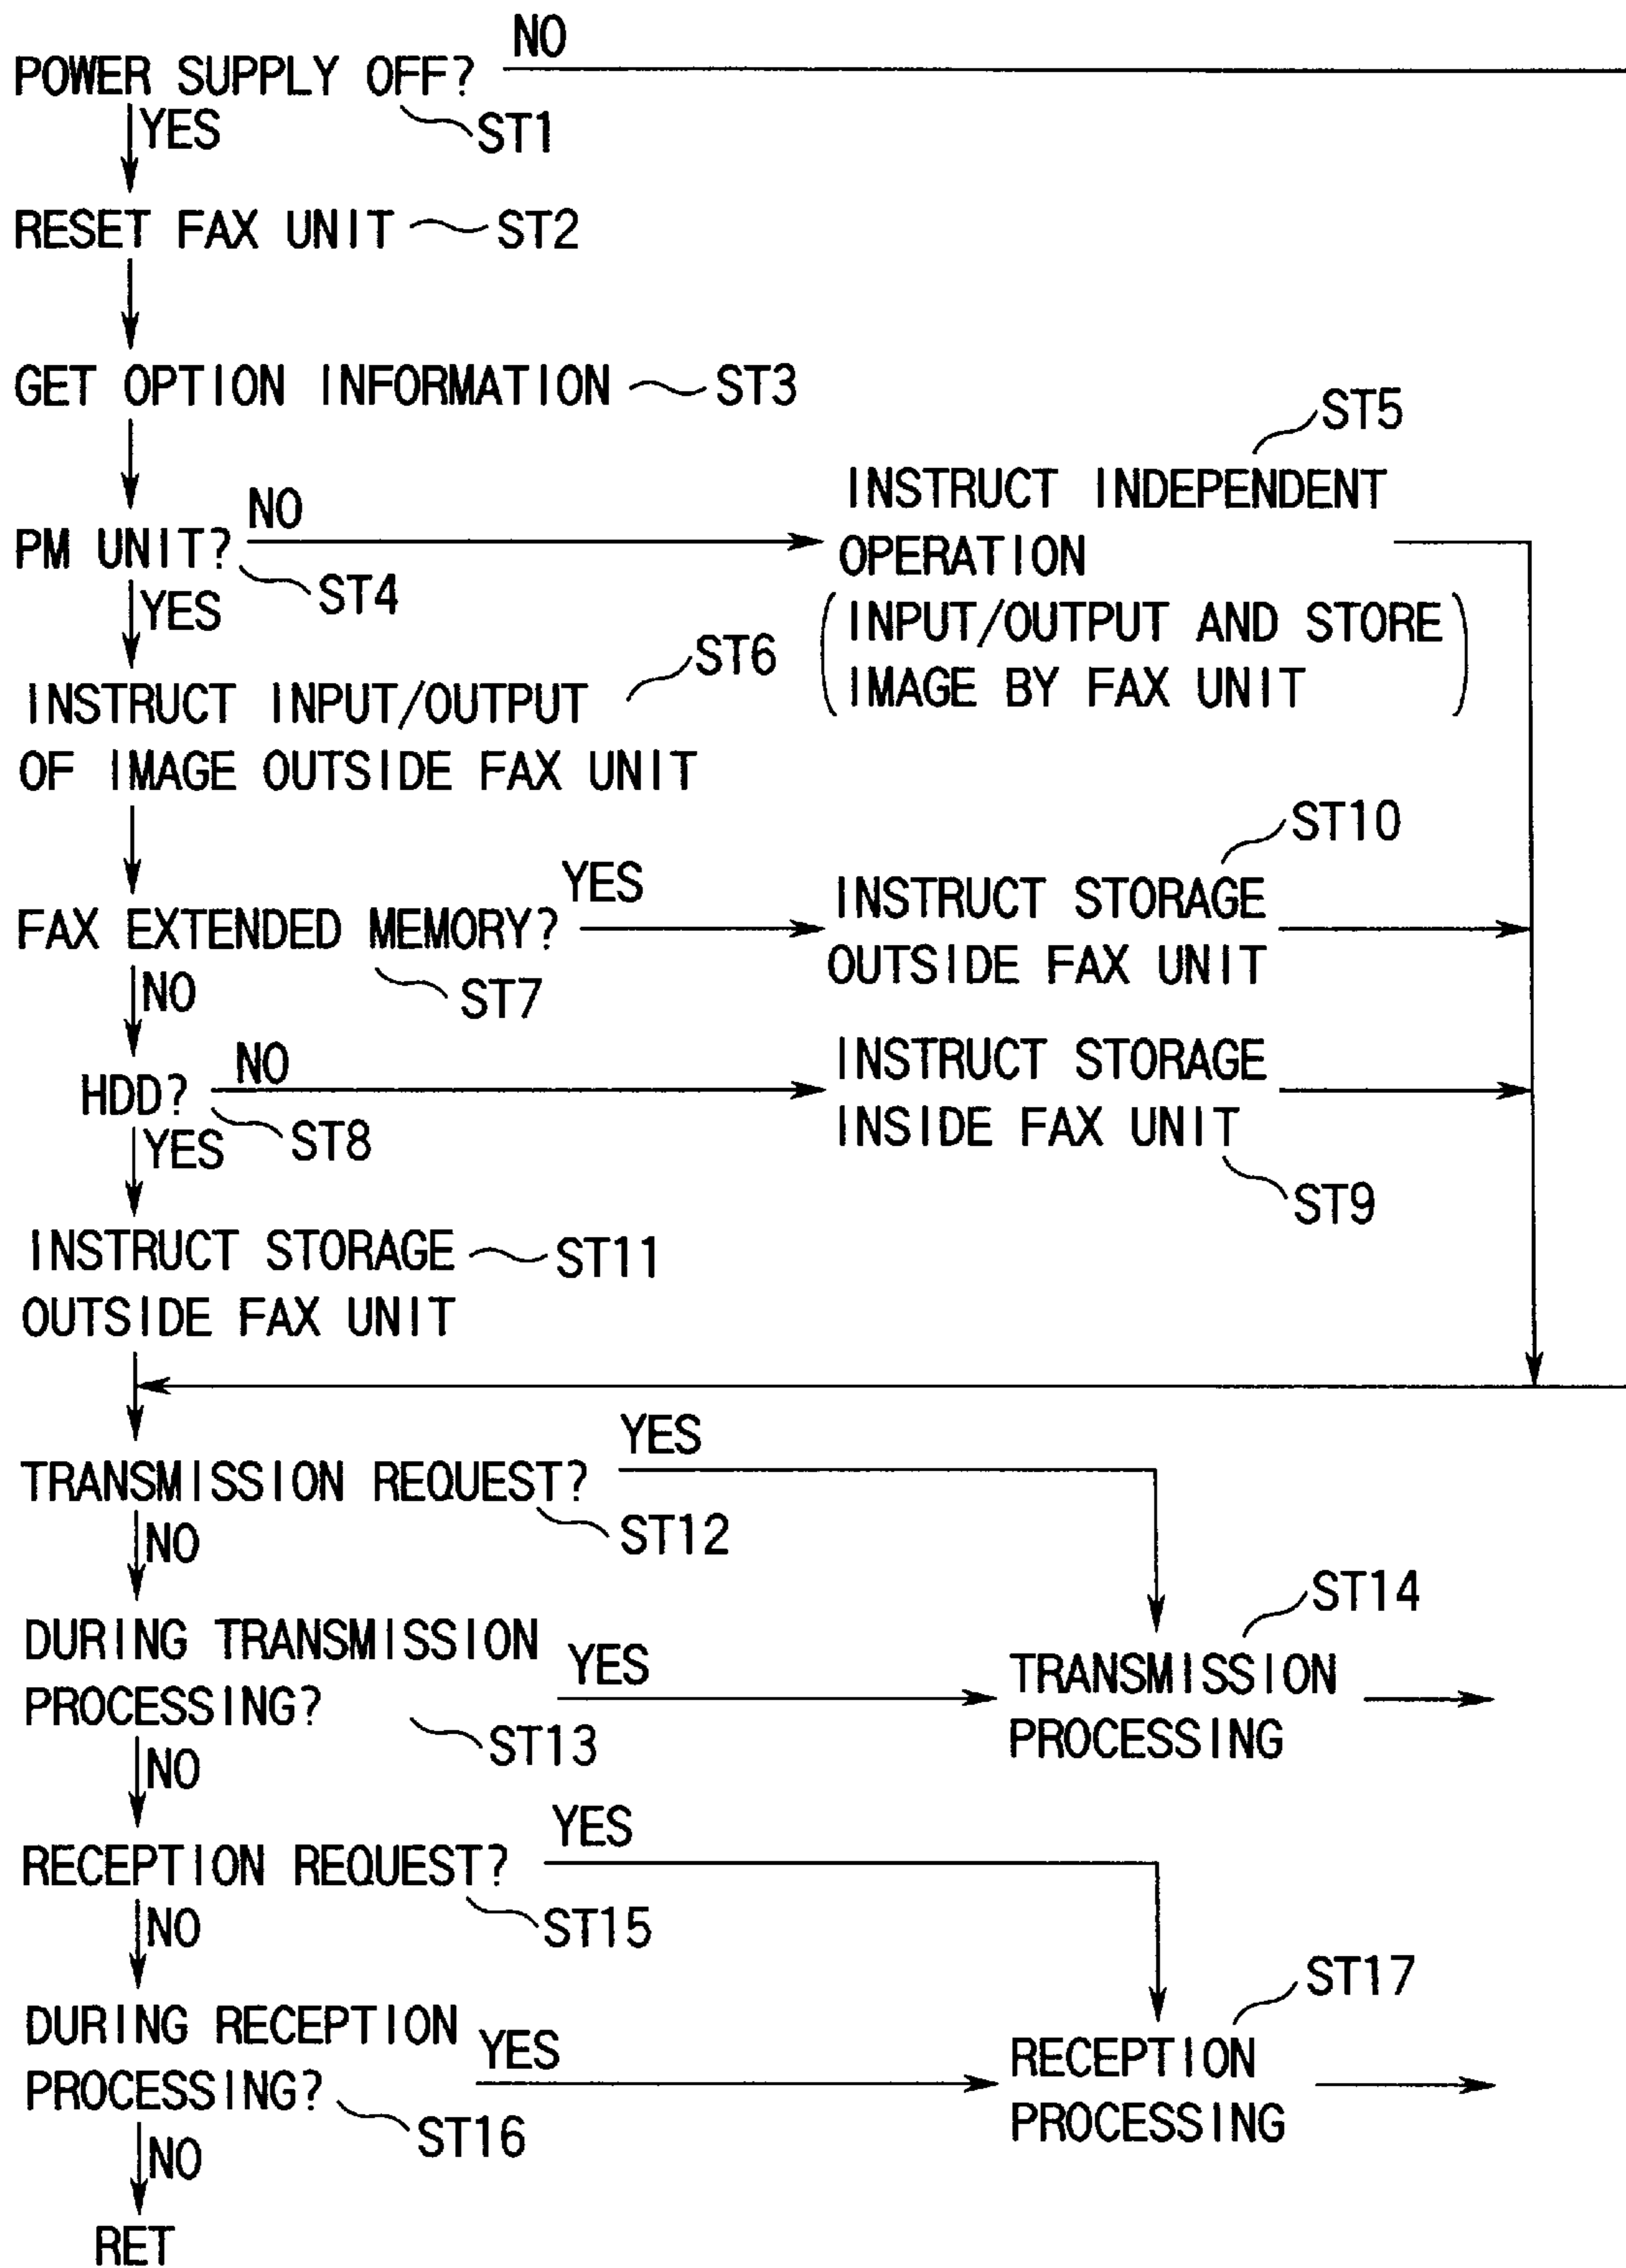 NO
POWER SUPPLY OFF?
YES
ST1
RESET FAX UNIT
ST2
GET OPTION INFORMATION
ST3
PM UNIT?
NO
ST4
YES
ST5
INSTRUCT INDEPENDENT
OPERATION
(INPUT/OUTPUT AND STORE
IMAGE BY FAX UNIT)
ST6
INSTRUCT INPUT/OUTPUT
OF IMAGE OUTSIDE FAX UNIT
FAX EXTENDED MEMORY?
YES
ST7
NO
ST10
INSTRUCT STORAGE
OUTSIDE FAX UNIT
HDD?
NO
ST8
YES
INSTRUCT STORAGE
INSIDE FAX UNIT
ST9
INSTRUCT STORAGE
OUTSIDE FAX UNIT
ST11
TRANSMISSION REQUEST?
YES
ST12
NO
DURING TRANSMISSION
PROCESSING?
YES
ST13
NO
ST14
TRANSMISSION
PROCESSING
RECEPTION REQUEST?
YES
ST15
NO
DURING RECEPTION
PROCESSING?
YES
ST16
NO
ST17
RECEPTION
PROCESSING
RET